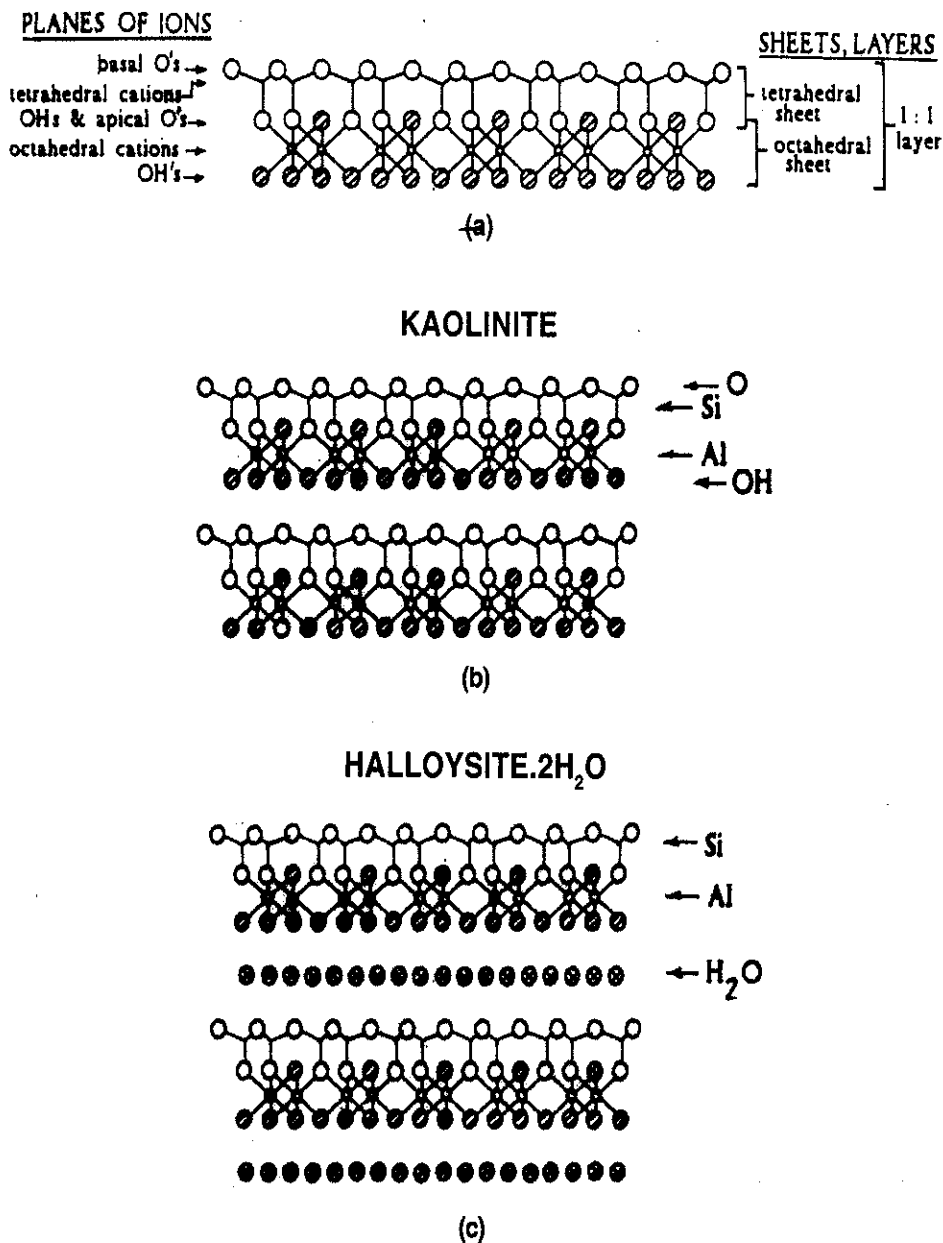 PLANES OF IONS
basal O's
tetrahedral cations
OHs & apical O's
octahedral cations
OH's
SHEETS, LAYERS
tetrahedral
sheet
octahedral
sheet
1:1
layer
(a)
KAOLINITE
O
Si
Al
OH
(b)
HALLOYSITE.2H₂O
Si
Al
H₂O
(c)